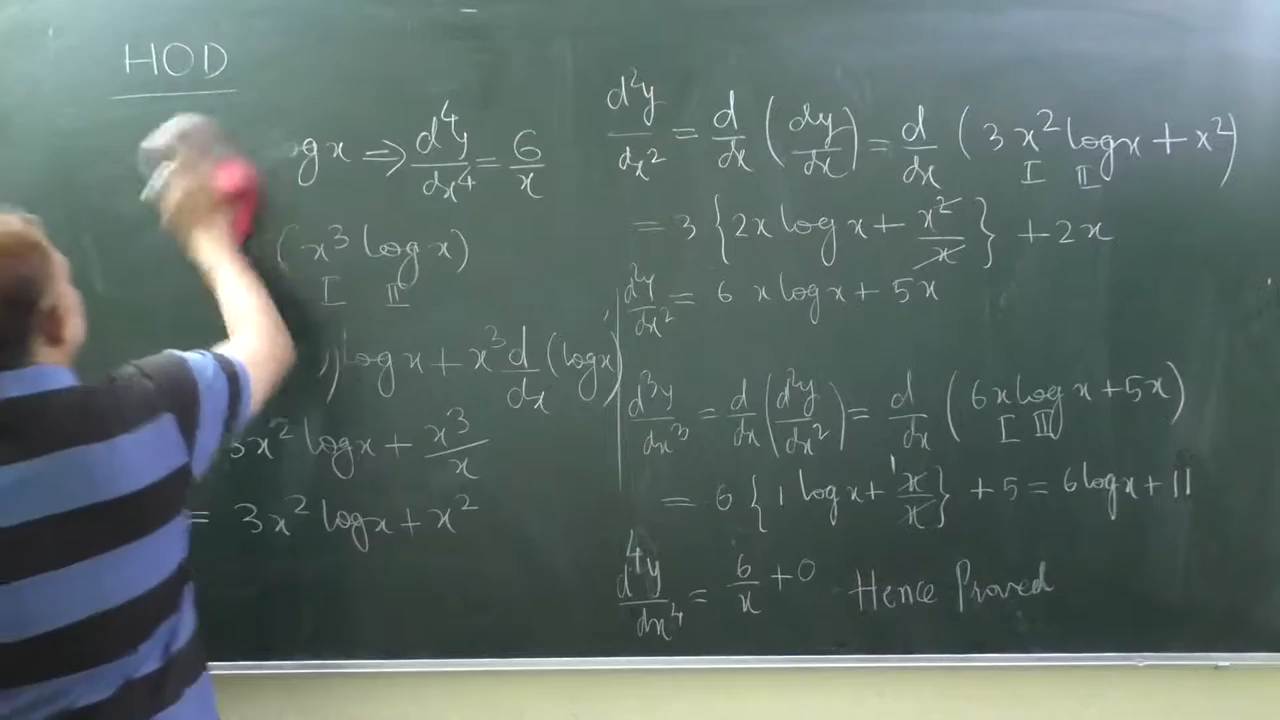 HOD
ogx ⇒ d⁴y/dx⁴ = 6/x
(x³ log x)
I II
) log x + x³ d/dx (log x)
3x² log x + x³/x
= 3x² log x + x²
d²y/dx² = d/dx (dy/dx) = d/dx (3x² log x + x²)
I II
= 3 {2x log x + x²/x} + 2x
d²y/dx² = 6 x log x + 5x
d³y/dx³ = d/dx (d²y/dx²) = d/dx (6x log x + 5x)
I II
= 6 {1 log x + x/x} + 5 = 6 log x + 11
d⁴y/dx⁴ = 6/x + 0 Hence Proved